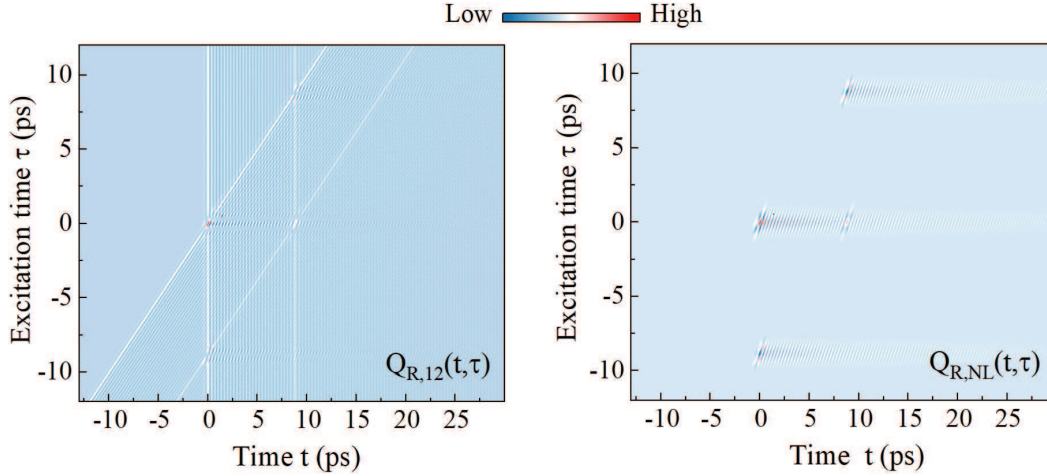 Low High
10
5
0
-5
-10
Excitation time τ (ps)
Q_R,12(t,τ)
-10 -5 0 5 10 15 20 25
Time t (ps)
10
5
0
-5
-10
Excitation time τ (ps)
Q_R,NL(t,τ)
-10 -5 0 5 10 15 20 25
Time t (ps)